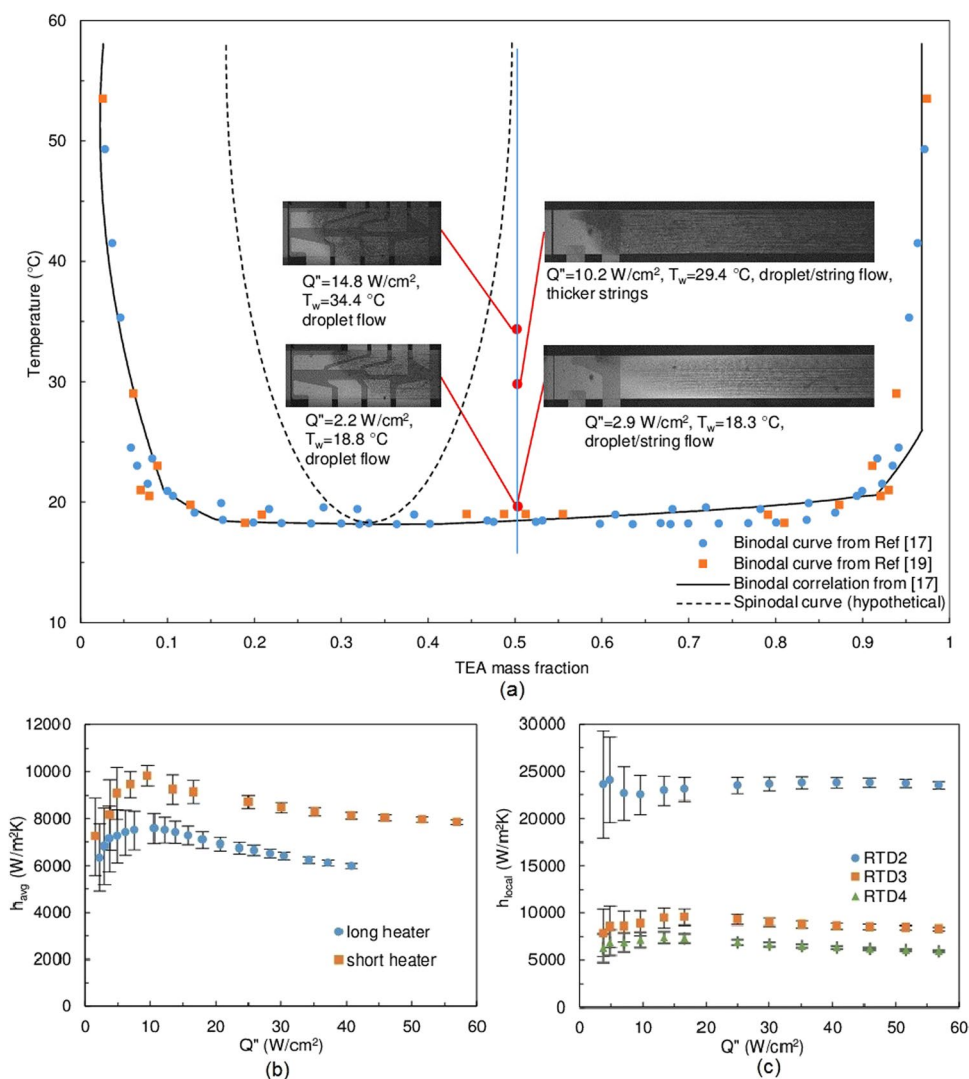 60
50
40
30
20
10
Temperature (°C)
Q"=14.8 W/cm²,
T_w=34.4 °C
droplet flow
Q"=10.2 W/cm², T_w=29.4 °C, droplet/string flow,
thicker strings
Q"=2.2 W/cm²,
T_w=18.8 °C
droplet flow
Q"=2.9 W/cm², T_w=18.3 °C,
droplet/string flow
Binodal curve from Ref [17]
Binodal curve from Ref [19]
Binodal correlation from [17]
Spinodal curve (hypothetical)
0 0.1 0.2 0.3 0.4 0.5 0.6 0.7 0.8 0.9 1
TEA mass fraction
(a)
12000
10000
8000
6000
4000
2000
0
h_avg (W/m²K)
long heater
short heater
0 10 20 30 40 50 60
Q" (W/cm²)
(b)
30000
25000
20000
15000
10000
5000
0
h_local (W/m²K)
RTD2
RTD3
RTD4
0 10 20 30 40 50 60
Q" (W/cm²)
(c)